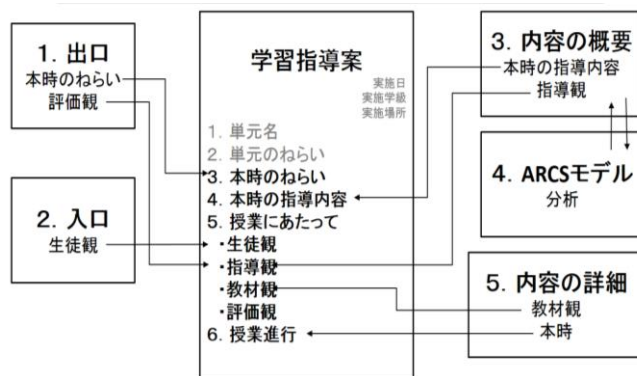 1. 出口
本時のねらい
評価観
2. 入口
生徒観
学習指導案
実施日
実施学級
実施場所
1. 単元名
2. 単元のねらい
3. 本時のねらい
4. 本時の指導内容
5. 授業にあたって
・生徒観
・指導観
・教材観
・評価観
6. 授業進行
3. 内容の概要
本時の指導内容
指導観
4. ARCSモデル
分析
5. 内容の詳細
教材観
本時